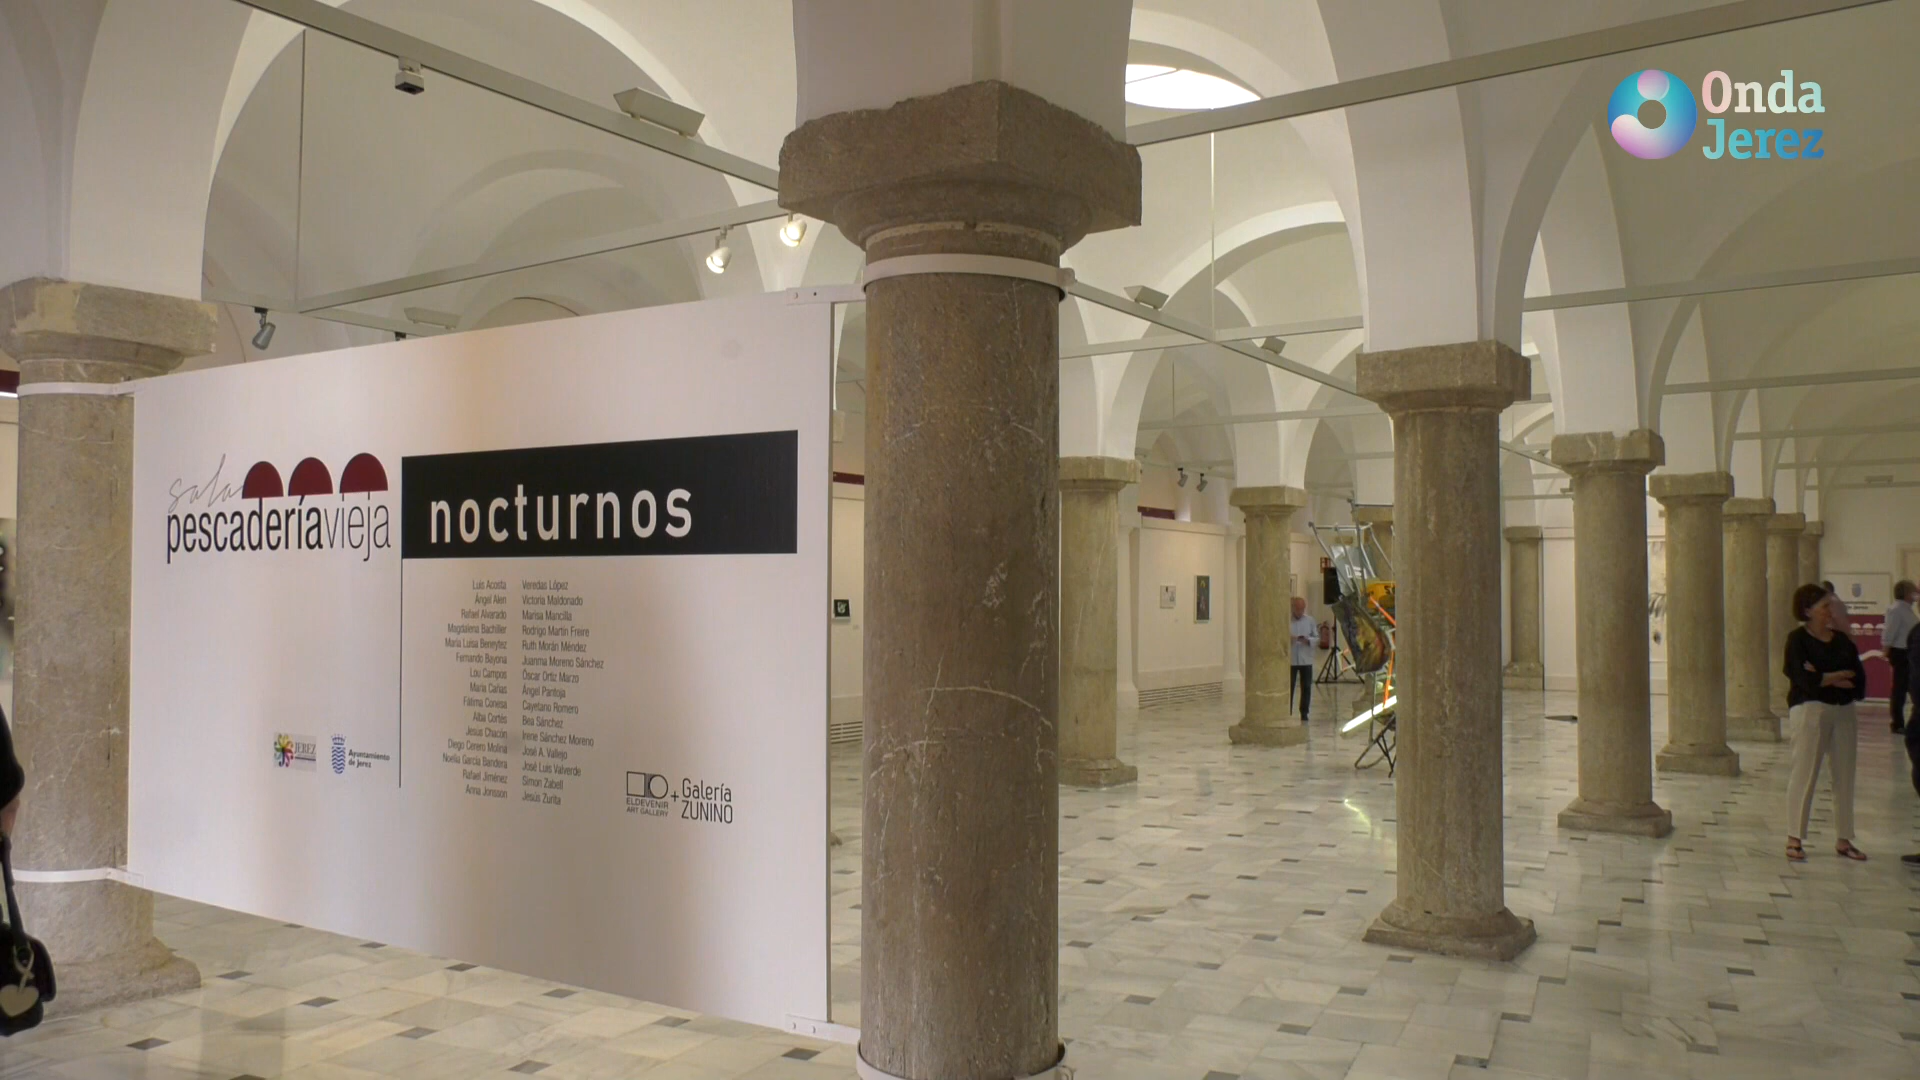 Onda
Jerez
sala
pescaderíavieja
nocturnos
Luis Acosta
Ángel Alen
Rafael Alvarado
Magdalena Bachiller
María Luisa Beneytez
Fernando Bayona
Lou Campos
María Cañas
Fátima Conesa
Alba Cortés
Jesús Chacón
Diego Cerero Molina
Noelia García Bandera
Rafael Jiménez
Anna Jonsson
Veredas López
Victoria Maldonado
Marisa Mancilla
Rodrigo Martín Freire
Ruth Morán Méndez
Juanma Moreno Sánchez
Óscar Ortiz Marzo
Ángel Pantoja
Cayetano Romero
Bea Sánchez
Irene Sánchez Moreno
José A. Vallejo
José Luis Valverde
Simon Zabell
Jesús Zurita
JEREZ
Ayuntamiento
de Jerez
ELDEVENIR
ART GALLERY
+
Galería
ZUNINO